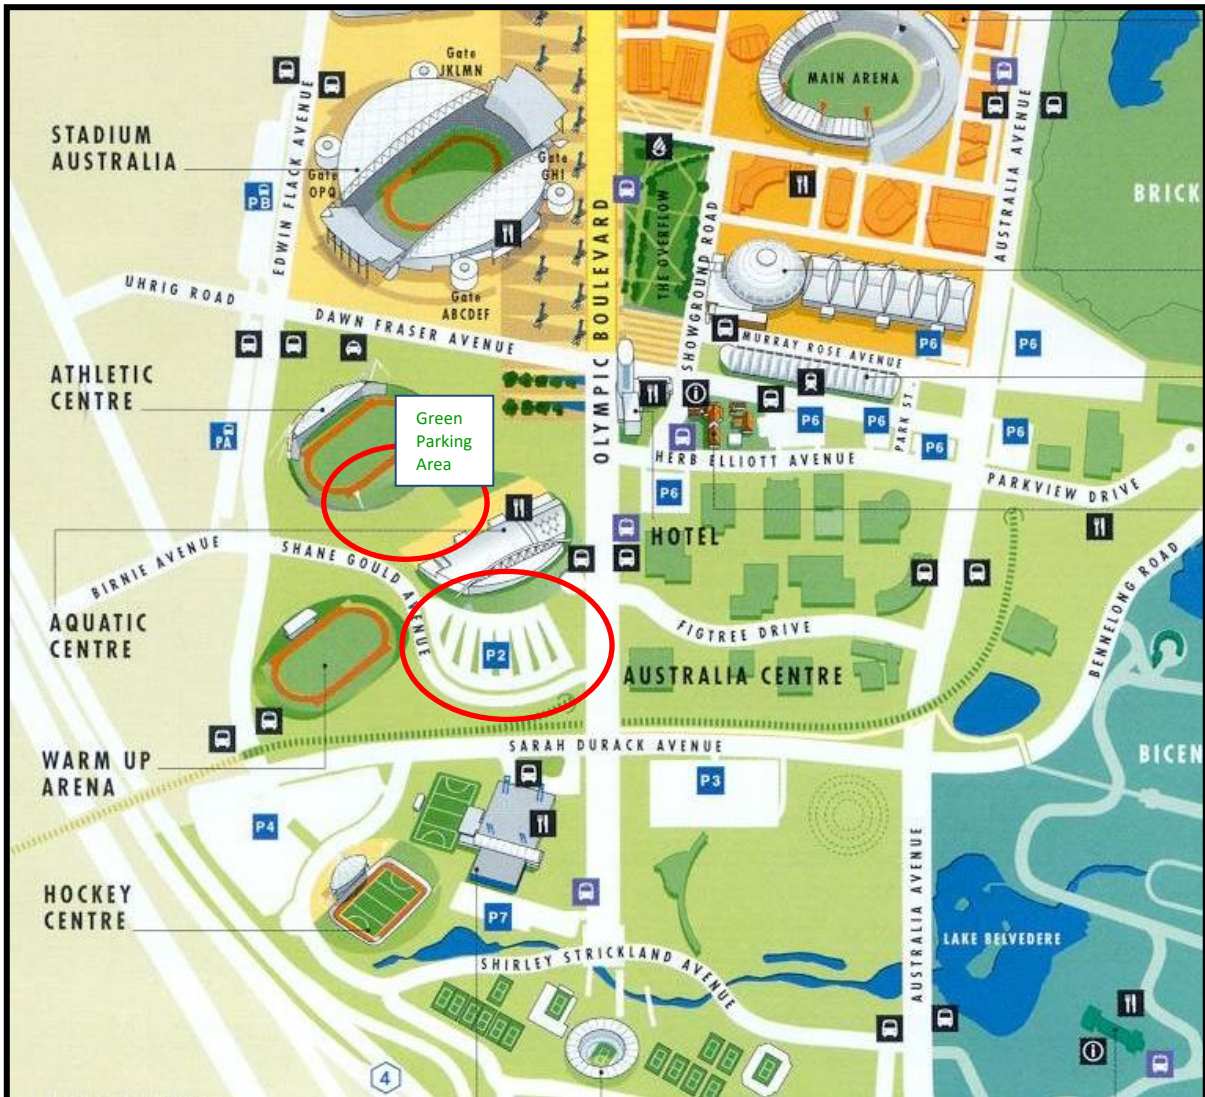 Gate
JKLMN
MAIN ARENA
STADIUM
AUSTRALIA
EDWIN FLACK AVENUE
Gate
OPQ
Gate
GHI
PB
OLYMPIC BOULEVARD
THE OVERFLOW
SHOWGROUND ROAD
AUSTRALIA AVENUE
BRICK
UHRIG ROAD
Gate
ABCDEF
DAWN FRASER AVENUE
MURRAY ROSE AVENUE
P6
P6
ATHLETIC
CENTRE
Green
Parking
Area
PA
P6
P6
PARK ST.
P6
P6
HERB ELLIOTT AVENUE
PARKVIEW DRIVE
P6
HOTEL
BIRNIE AVENUE
SHANE GOULD AVENUE
BENNELONG ROAD
AQUATIC
CENTRE
FIGTREE DRIVE
P2
AUSTRALIA CENTRE
WARM UP
ARENA
SARAH DURACK AVENUE
BICEN
P3
P4
HOCKEY
CENTRE
P7
AUSTRALIA AVENUE
LAKE BELVEDERE
SHIRLEY STRICKLAND AVENUE
4